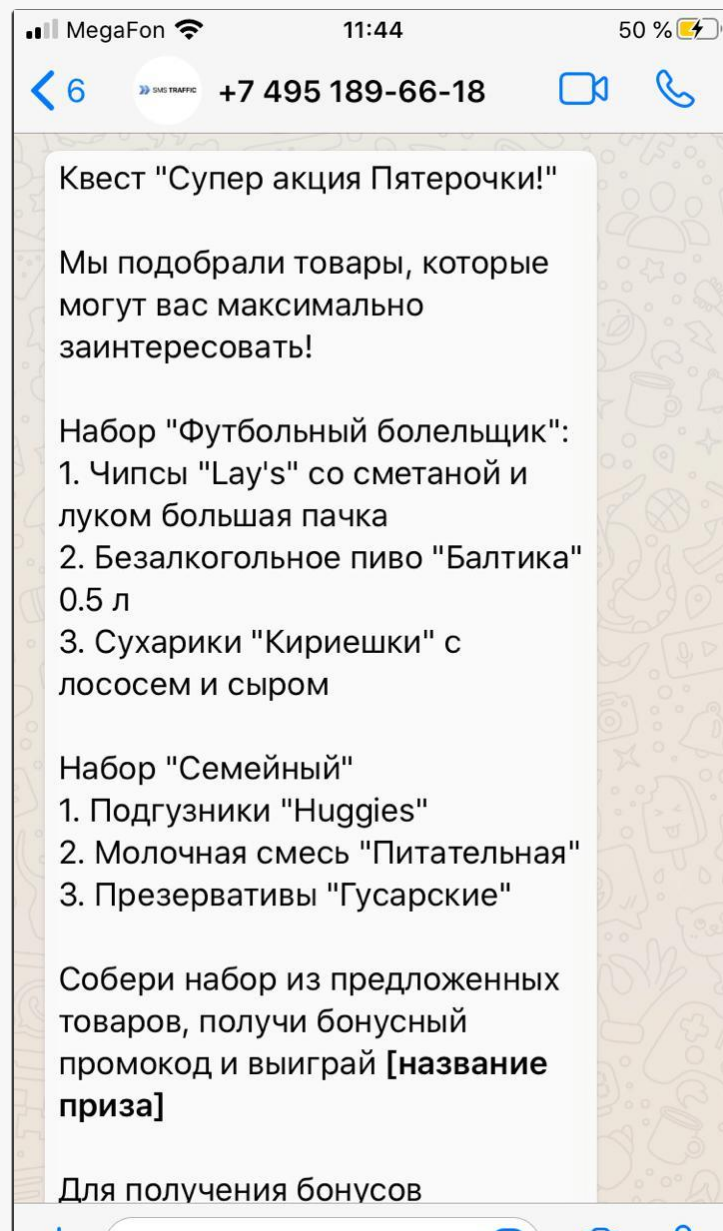 MegaFon 11:44 50 %
6 SMS TRAFFIC +7 495 189-66-18
Квест "Супер акция Пятерочки!"
Мы подобрали товары, которые
могут вас максимально
заинтересовать!
Набор "Футбольный болельщик":
1. Чипсы "Lay's" со сметаной и
луком большая пачка
2. Безалкогольное пиво "Балтика"
0.5 л
3. Сухарики "Кириешки" с
лососем и сыром
Набор "Семейный"
1. Подгузники "Huggies"
2. Молочная смесь "Питательная"
3. Презервативы "Гусарские"
Собери набор из предложенных
товаров, получи бонусный
промокод и выиграй [название
приза]
Для получения бонусов